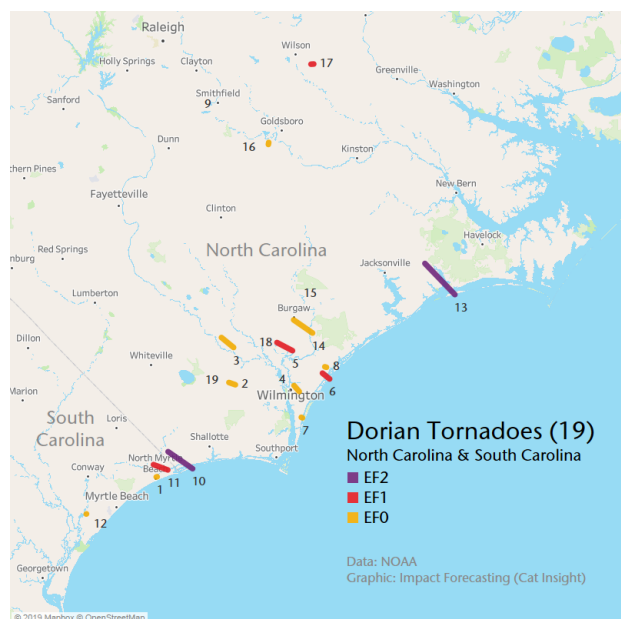 Raleigh
Wilson
Holly Springs
Clayton
17
Greenville
Washington
Smithfield
9
Sanford
Goldsboro
Dunn
16
Kinston
chern Pines
New Bern
Fayetteville
Clinton
Havelock
Red Springs
North Carolina
nburg
Jacksonville
15
Lumberton
Burgaw
13
Dillon
18
14
3
5
Whiteville
8
19
2
4
6
Marion
Wilmington
South
Carolina
Loris
7
Shallotte
Southport
North Myrtle
Beach
Conway
1
11
10
Myrtle Beach
12
Georgetown
Dorian Tornadoes (19)
North Carolina & South Carolina
EF2
EF1
EF0
Data: NOAA
Graphic: Impact Forecasting (Cat Insight)
© 2019 Mapbox © OpenStreetMap